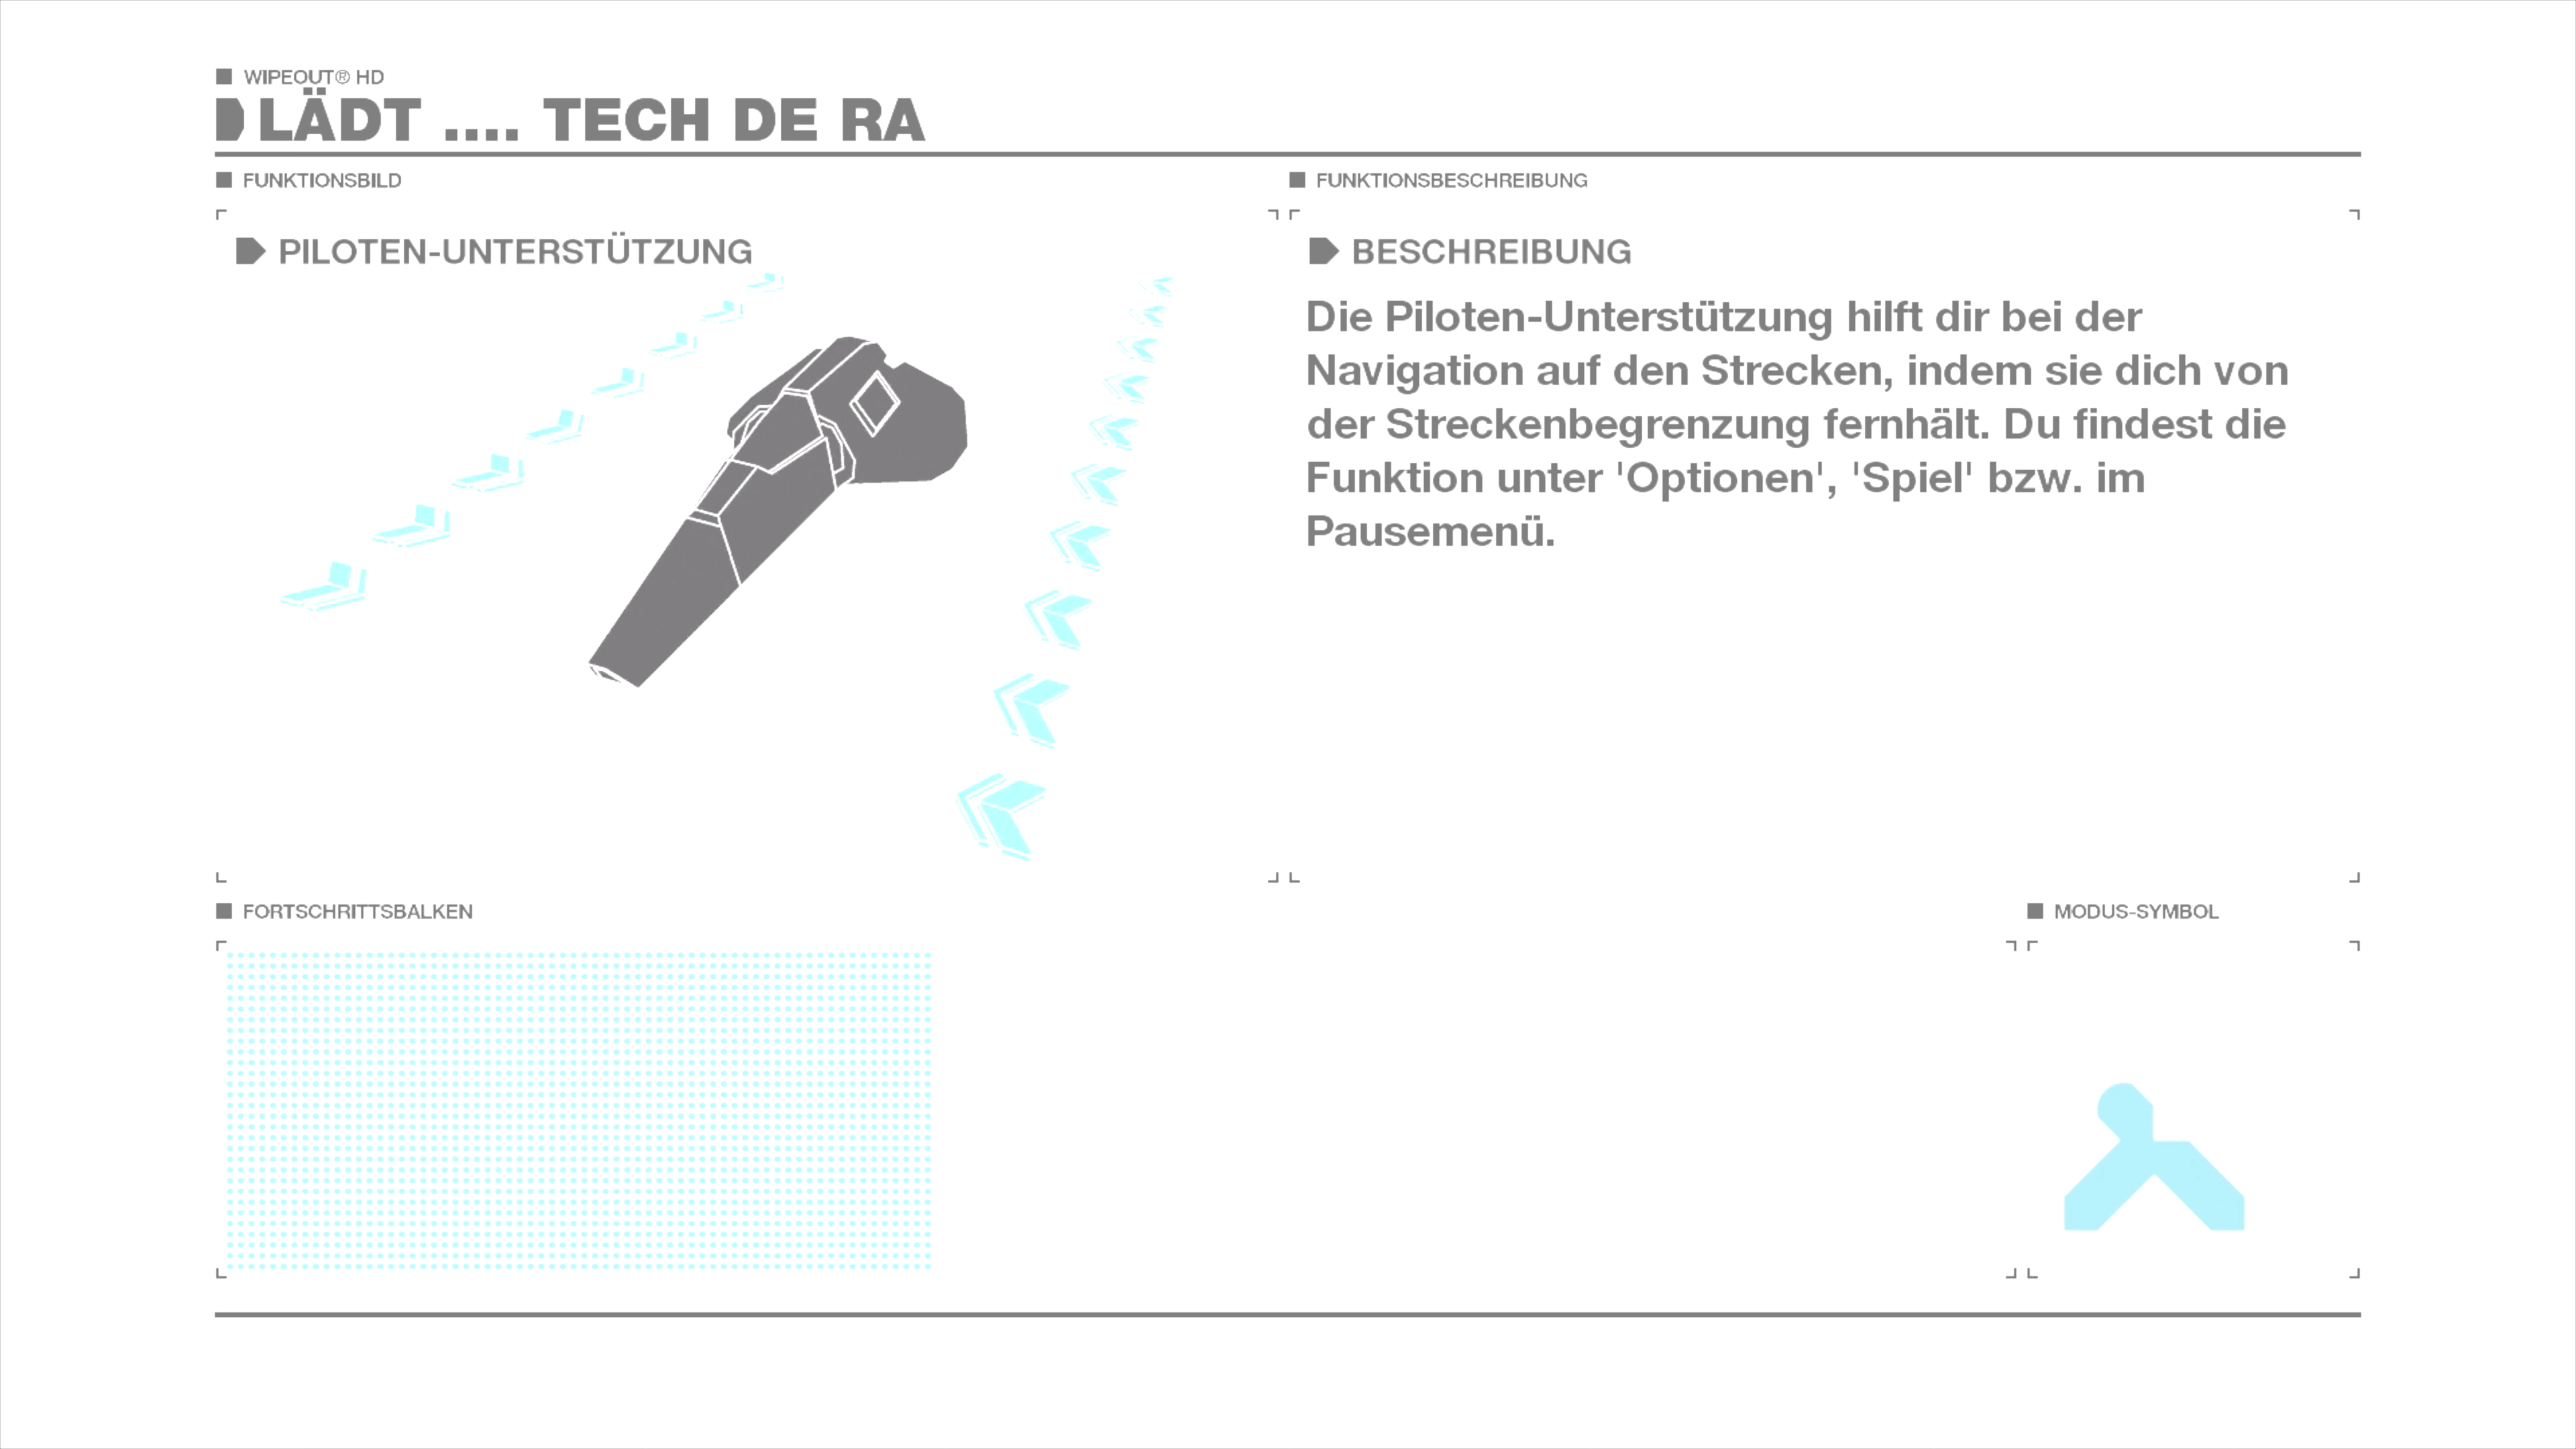 WIPEOUT® HD
LÄDT .... TECH DE RA
FUNKTIONSBILD
PILOTEN-UNTERSTÜTZUNG
FUNKTIONSBESCHREIBUNG
BESCHREIBUNG
Die Piloten-Unterstützung hilft dir bei der
Navigation auf den Strecken, indem sie dich von
der Streckenbegrenzung fernhält. Du findest die
Funktion unter 'Optionen', 'Spiel' bzw. im
Pausemenü.
FORTSCHRITTSBALKEN
MODUS-SYMBOL